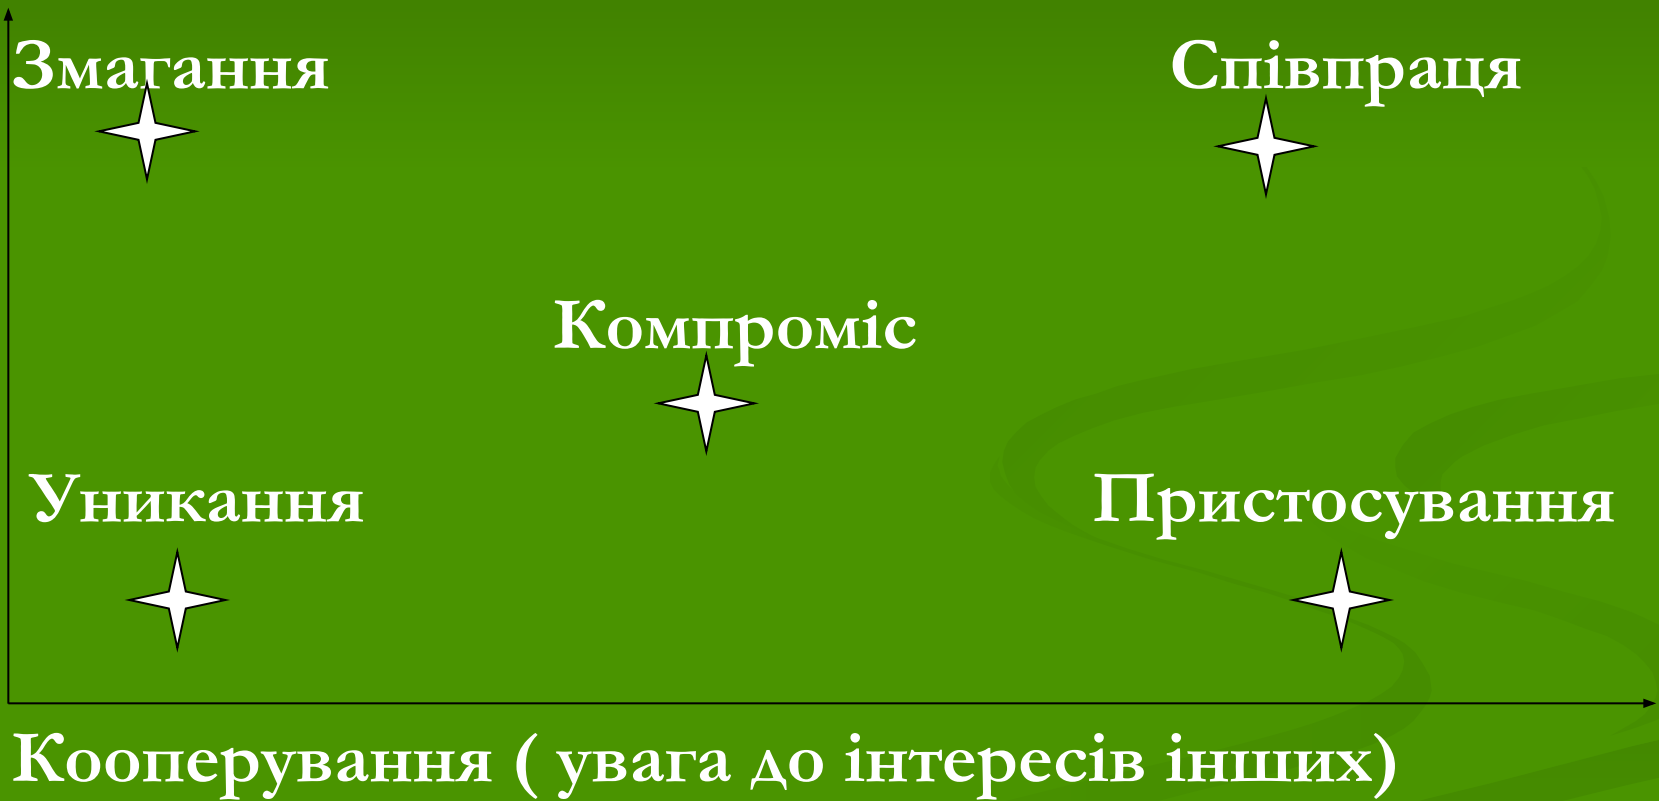 Змагання
Співпраця
Компроміс
Уникання
Пристосування
Кооперування ( увага до інтересів інших)